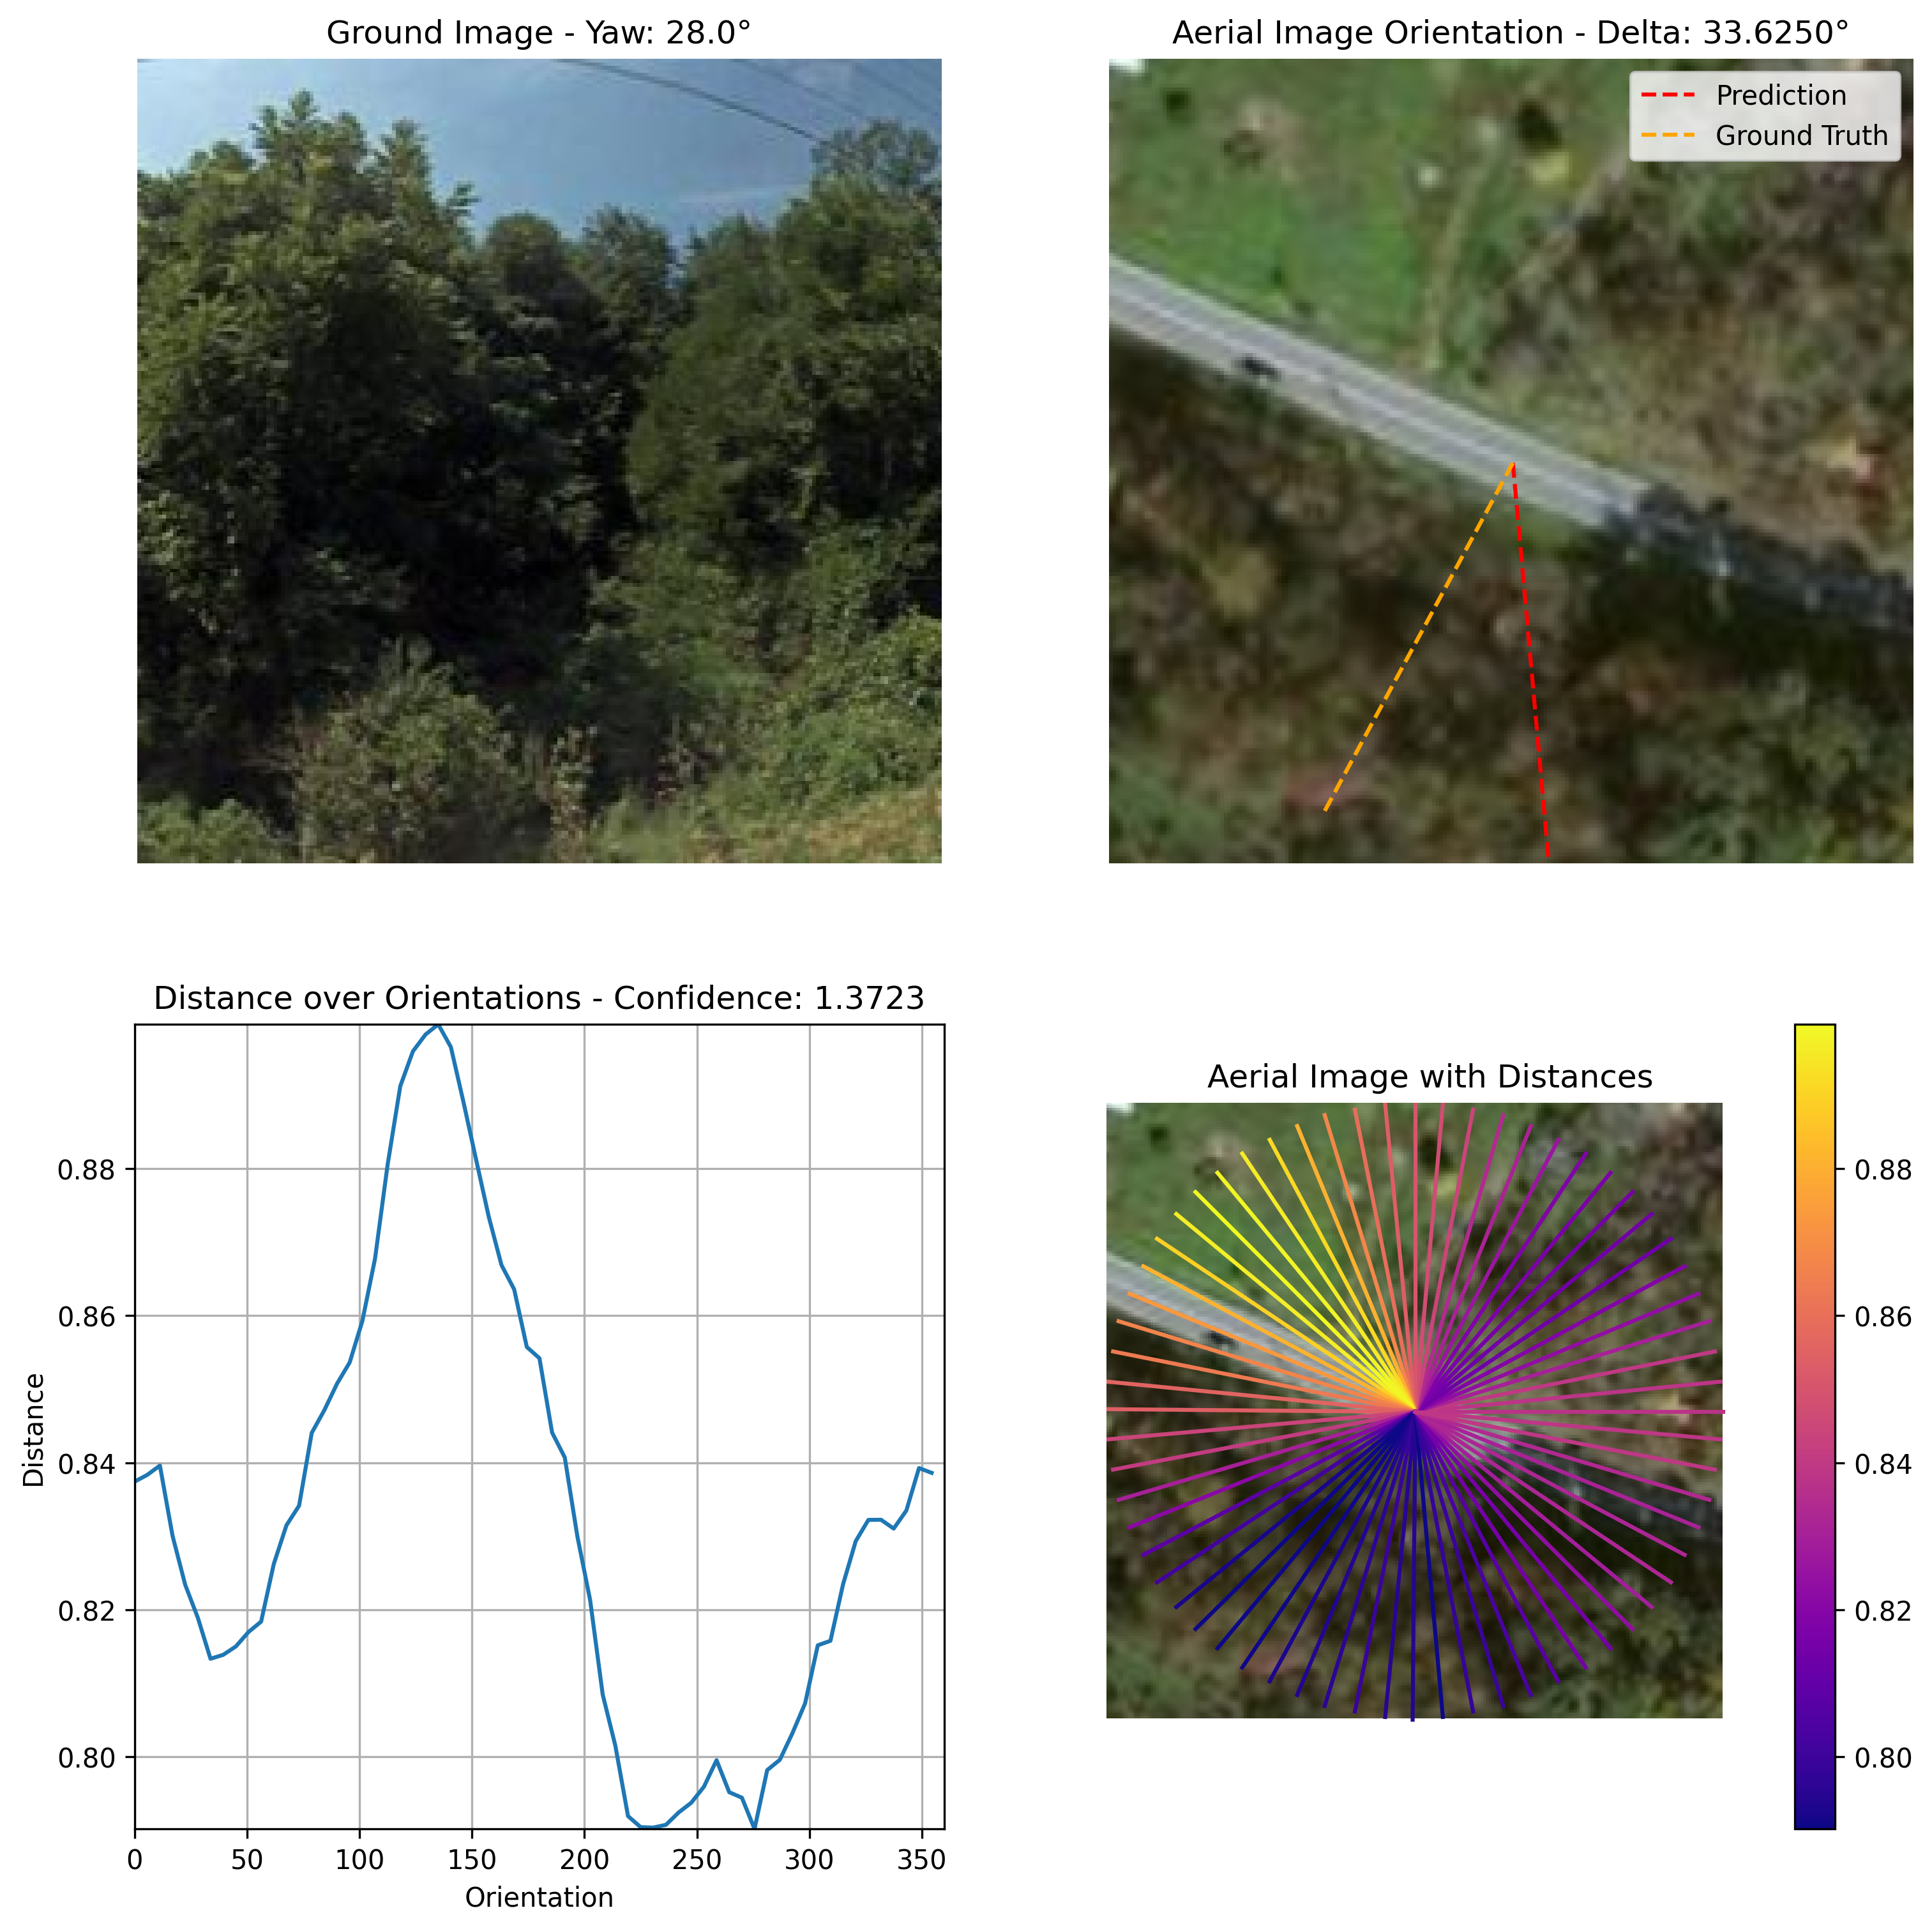 Ground Image - Yaw: 28.0°
Aerial Image Orientation - Delta: 33.6250°
Prediction
Ground Truth
Distance over Orientations - Confidence: 1.3723
Distance
0.88
0.86
0.84
0.82
0.80
0 50 100 150 200 250 300 350
Orientation
Aerial Image with Distances
0.88
0.86
0.84
0.82
0.80